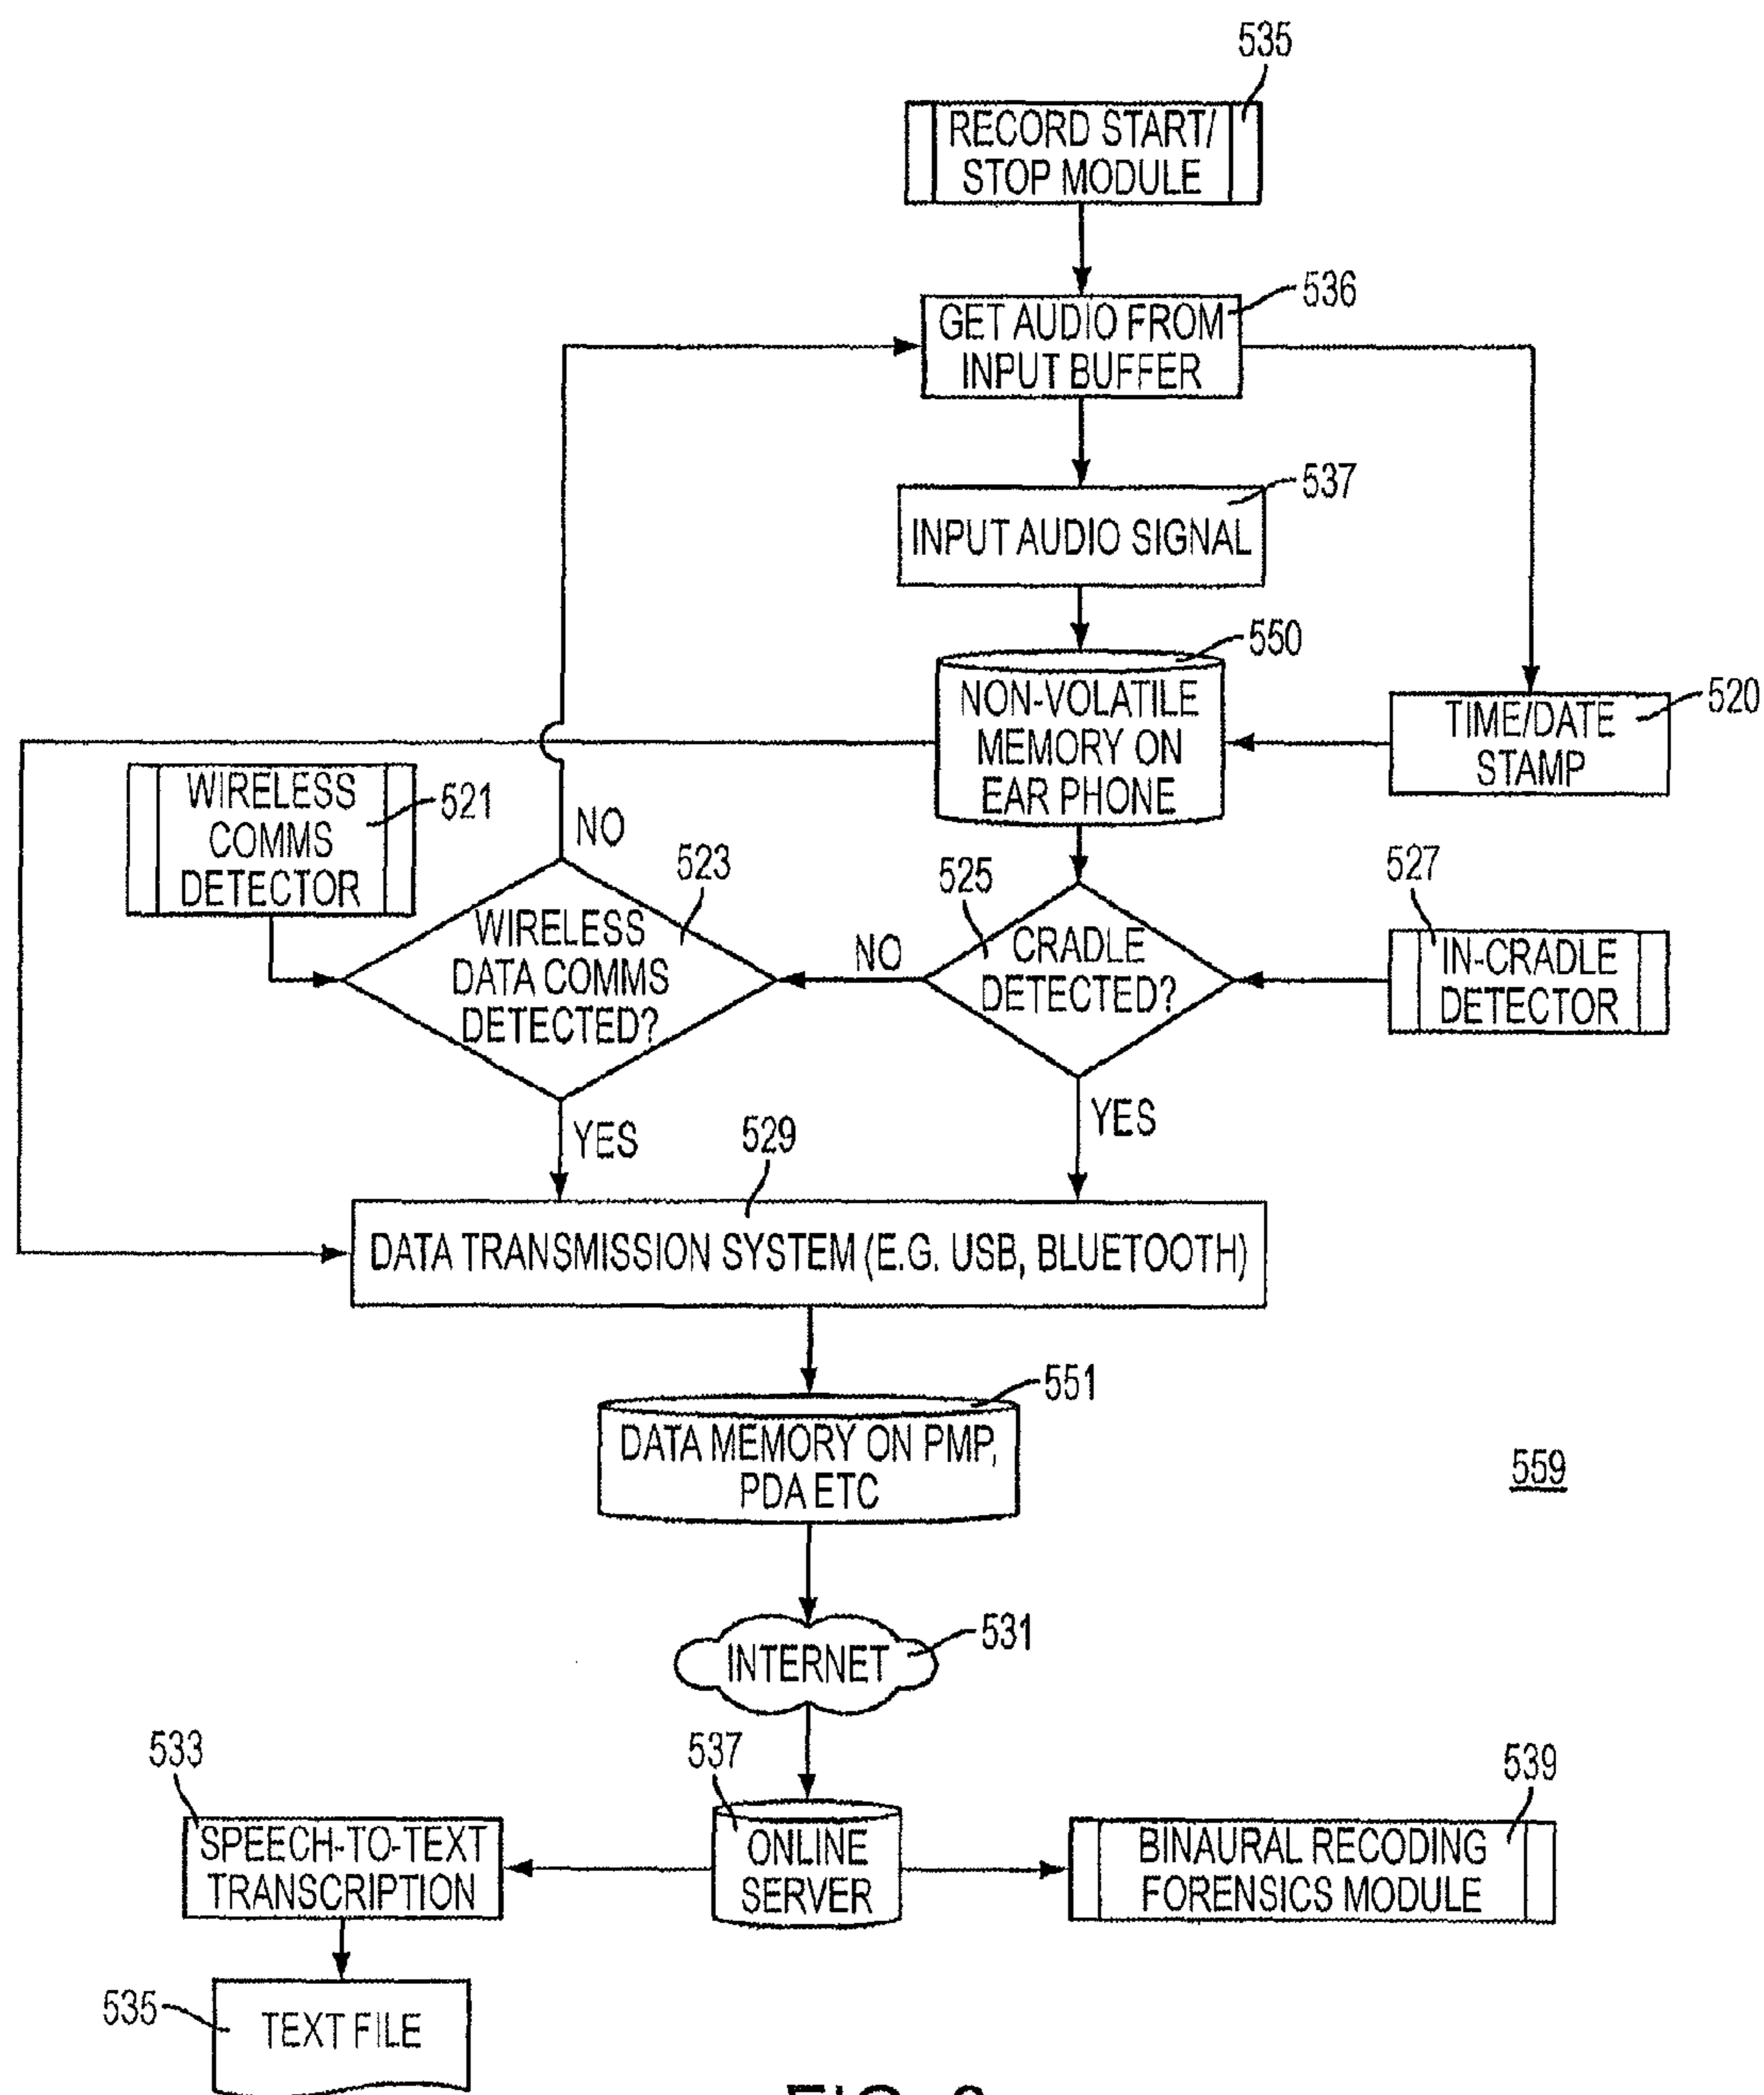 535
RECORD START/
STOP MODULE
536
GET AUDIO FROM
INPUT BUFFER
537
INPUT AUDIO SIGNAL
550
NON-VOLATILE
MEMORY ON
EAR PHONE
520
TIME/DATE
STAMP
WIRELESS
COMMS
DETECTOR
521
NO
523
WIRELESS
DATA COMMS
DETECTED?
NO
525
CRADLE
DETECTED?
527
IN-CRADLE
DETECTOR
YES
YES
529
DATA TRANSMISSION SYSTEM (E.G. USB, BLUETOOTH)
551
DATA MEMORY ON PMP,
PDA ETC
559
INTERNET
531
533
SPEECH-TO-TEXT
TRANSCRIPTION
537
ONLINE
SERVER
539
BINAURAL RECODING
FORENSICS MODULE
535
TEXT FILE